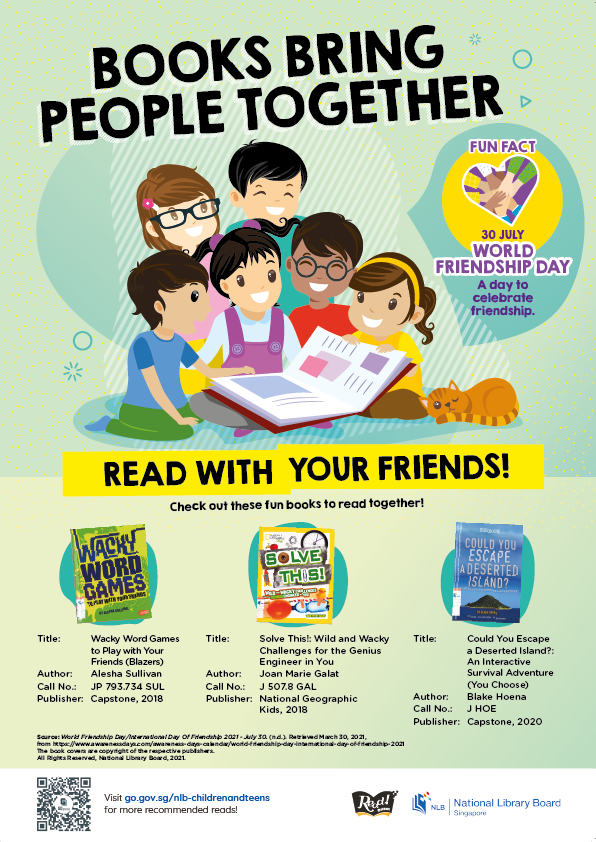 BOOKS BRING
PEOPLE TOGETHER
FUN FACT
30 JULY
WORLD
FRIENDSHIP DAY
A day to
celebrate
friendship.
READ WITH YOUR FRIENDS!
Check out these fun books to read together!
WACKY
WORD
GAMES
TO PLAY WITH YOUR FRIENDS
SOLVE
THIS!
COULD YOU
ESCAPE
A DESERTED
ISLAND?
Title: Wacky Word Games
to Play with Your
Friends (Blazers)
Author: Alesha Sullivan
Call No.: JP 793.734 SUL
Publisher: Capstone, 2018
Title: Solve This!: Wild and Wacky
Challenges for the Genius
Engineer in You
Author: Joan Marie Galat
Call No.: J 507.8 GAL
Publisher: National Geographic
Kids, 2018
Title: Could You Escape
a Deserted Island?:
An Interactive
Survival Adventure
(You Choose)
Author: Blake Hoena
Call No.: J HOE
Publisher: Capstone, 2020
Source: World Friendship Day/International Day Of Friendship 2021 - July 30. (n.d.). Retrieved March 30, 2021,
from https://www.awarenessdays.com/awareness-days-calendar/world-friendship-day-international-day-of-friendship-2021
The book covers are copyright of the respective publishers.
All Rights Reserved, National Library Board, 2021.
Visit go.gov.sg/nlb-childrenandteens
for more recommended reads!
Read!
NLB
National Library Board
Singapore